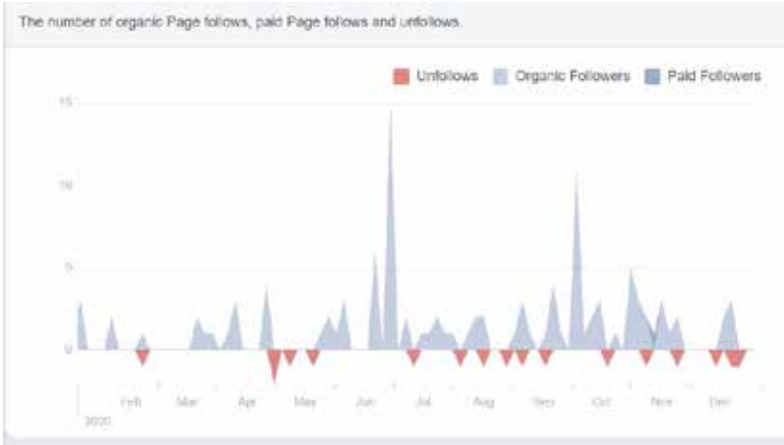 The number of organic Page follows, paid Page follows and unfollows.
Unfollows Organic Followers Paid Followers
15
10
5
0
Feb Mar Apr May Jun Jul Aug Sep Oct Nov Dec
2020